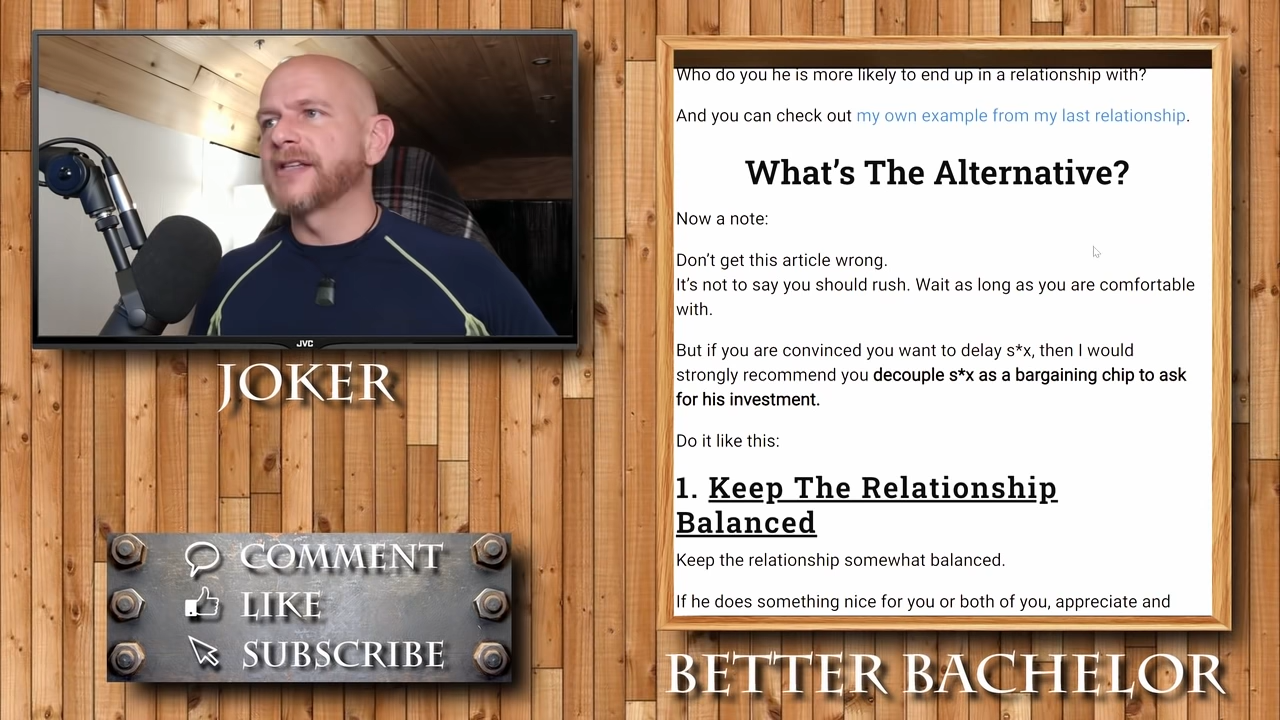 JVC
JOKER
COMMENT
LIKE
SUBSCRIBE
Who do you he is more likely to end up in a relationship with?
And you can check out my own example from my last relationship.
What’s The Alternative?
Now a note:
Don’t get this article wrong.
It’s not to say you should rush. Wait as long as you are comfortable
with.
But if you are convinced you want to delay s*x, then I would
strongly recommend you decouple s*x as a bargaining chip to ask
for his investment.
Do it like this:
1. Keep The Relationship
Balanced
Keep the relationship somewhat balanced.
If he does something nice for you or both of you, appreciate and
BETTER BACHELOR